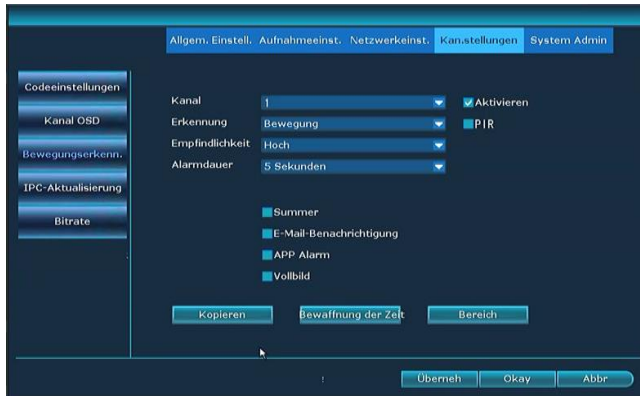 Allgem. Einstell. Aufnahmeeinst. Netzwerkeinst. Kan.stellungen System Admin
Codeeinstellungen
Kanal OSD
Bewegungserkenn.
IPC-Aktualisierung
Bitrate
Kanal 1 Aktivieren
Erkennung Bewegung PIR
Empfindlichkeit Hoch
Alarmdauer 5 Sekunden
Summer
E-Mail-Benachrichtigung
APP Alarm
Vollbild
Kopieren Bewaffnung der Zeit Bereich
Überneh Okay Abbr